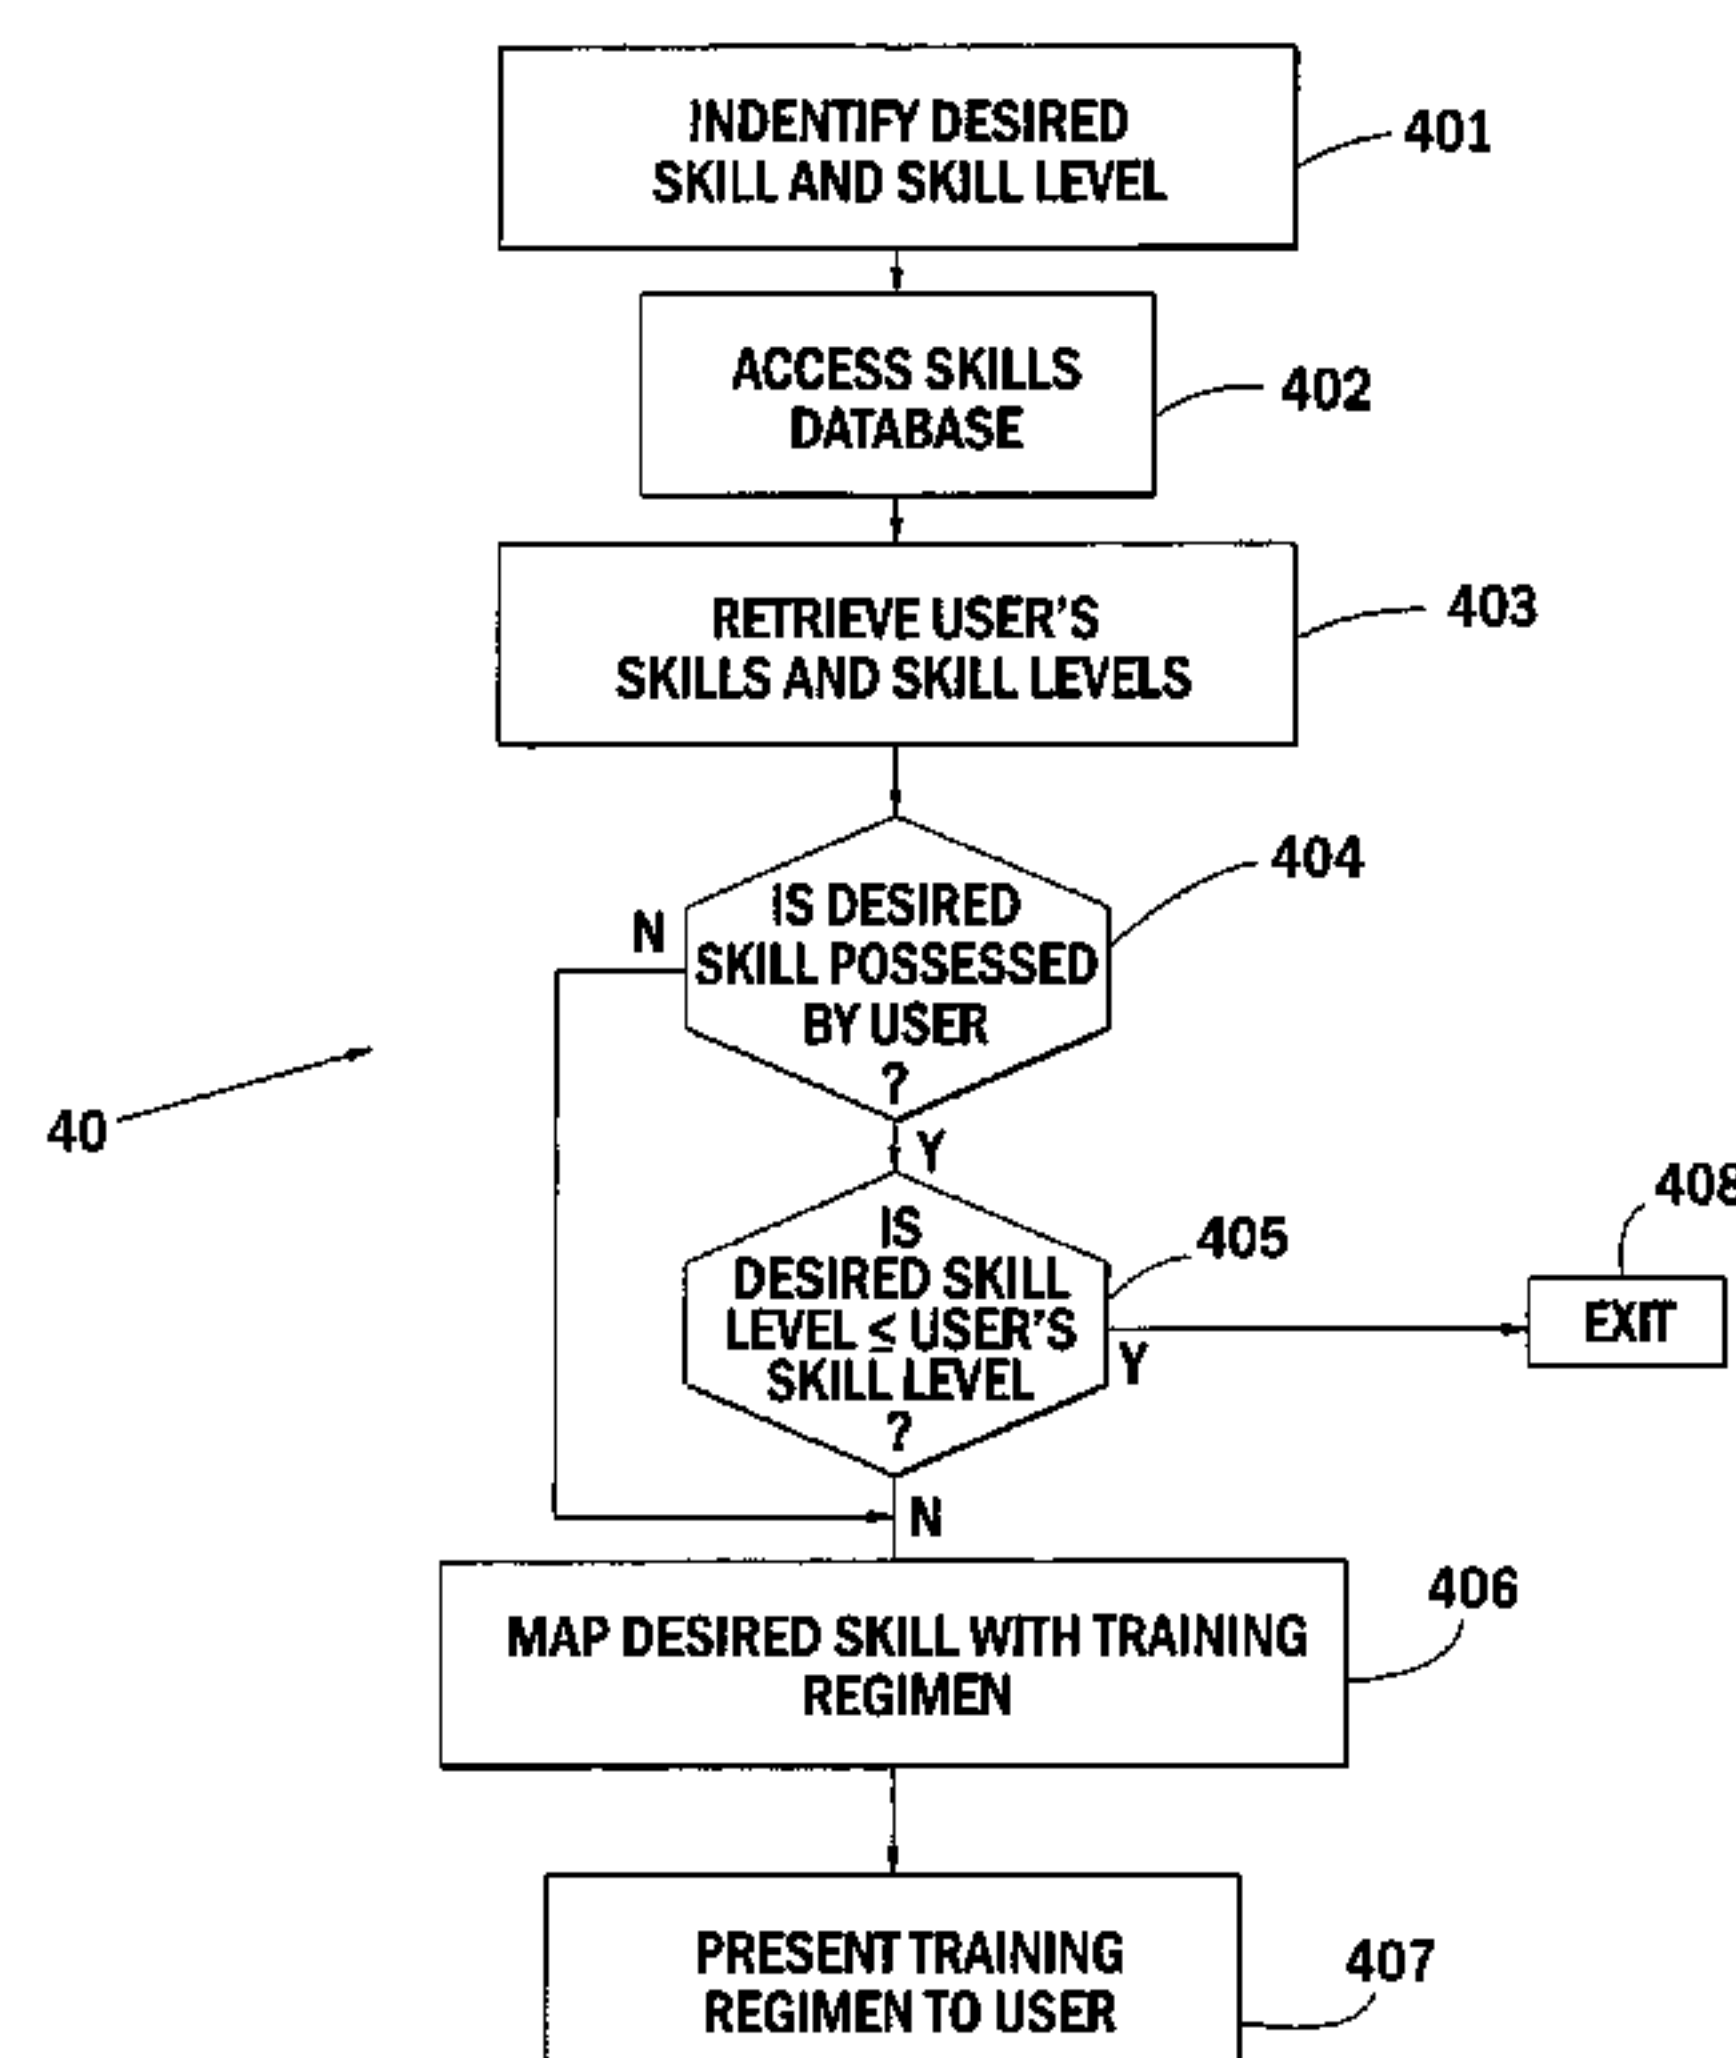 INDENTIFY DESIRED
SKILL AND SKILL LEVEL
401
ACCESS SKILLS
DATABASE
402
RETRIEVE USER'S
SKILLS AND SKILL LEVELS
403
IS DESIRED
SKILL POSSESSED
BY USER
?
404
N
Y
40
IS
DESIRED SKILL
LEVEL ≤ USER'S
SKILL LEVEL
?
405
Y
408
EXIT
N
MAP DESIRED SKILL WITH TRAINING
REGIMEN
406
PRESENT TRAINING
REGIMEN TO USER
407